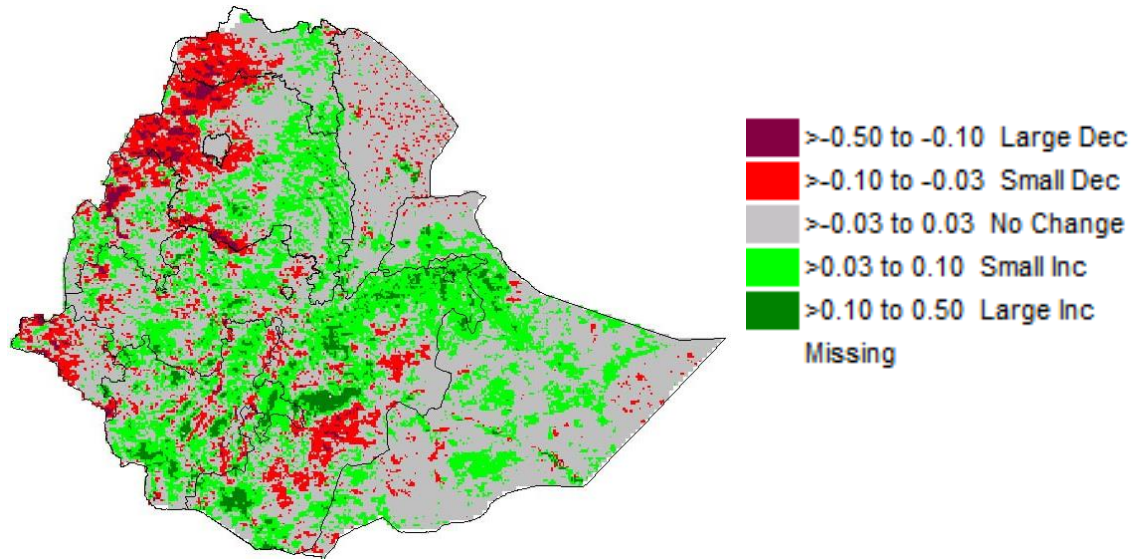 >-0.50 to -0.10 Large Dec
>-0.10 to -0.03 Small Dec
>-0.03 to 0.03 No Change
>0.03 to 0.10 Small Inc
>0.10 to 0.50 Large Inc
Missing